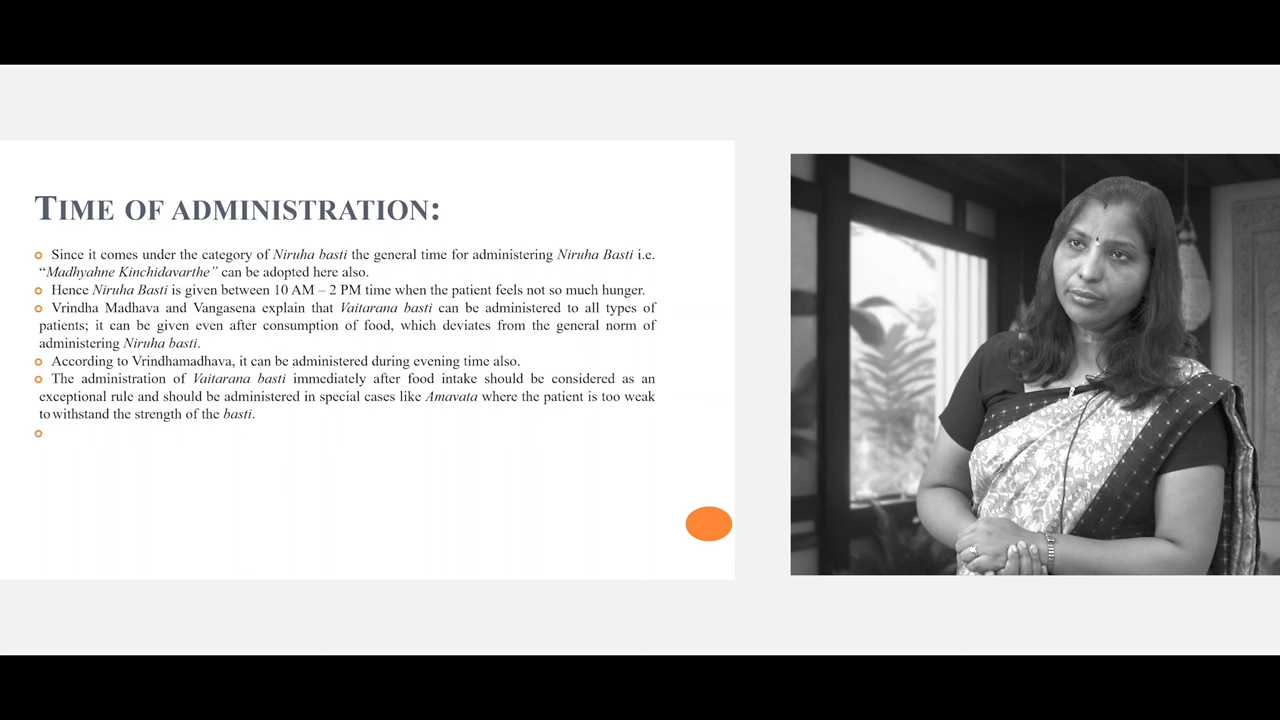 TIME OF ADMINISTRATION:
Since it comes under the category of Niruha basti the general time for administering Niruha Basti i.e.
“Madhyahne Kinchidavarthe” can be adopted here also.
Hence Niruha Basti is given between 10 AM – 2 PM time when the patient feels not so much hunger.
Vrindha Madhava and Vangasena explain that Vaitarana basti can be administered to all types of
patients; it can be given even after consumption of food, which deviates from the general norm of
administering Niruha basti.
According to Vrindhamadhava, it can be administered during evening time also.
The administration of Vaitarana basti immediately after food intake should be considered as an
exceptional rule and should be administered in special cases like Amavata where the patient is too weak
to withstand the strength of the basti.